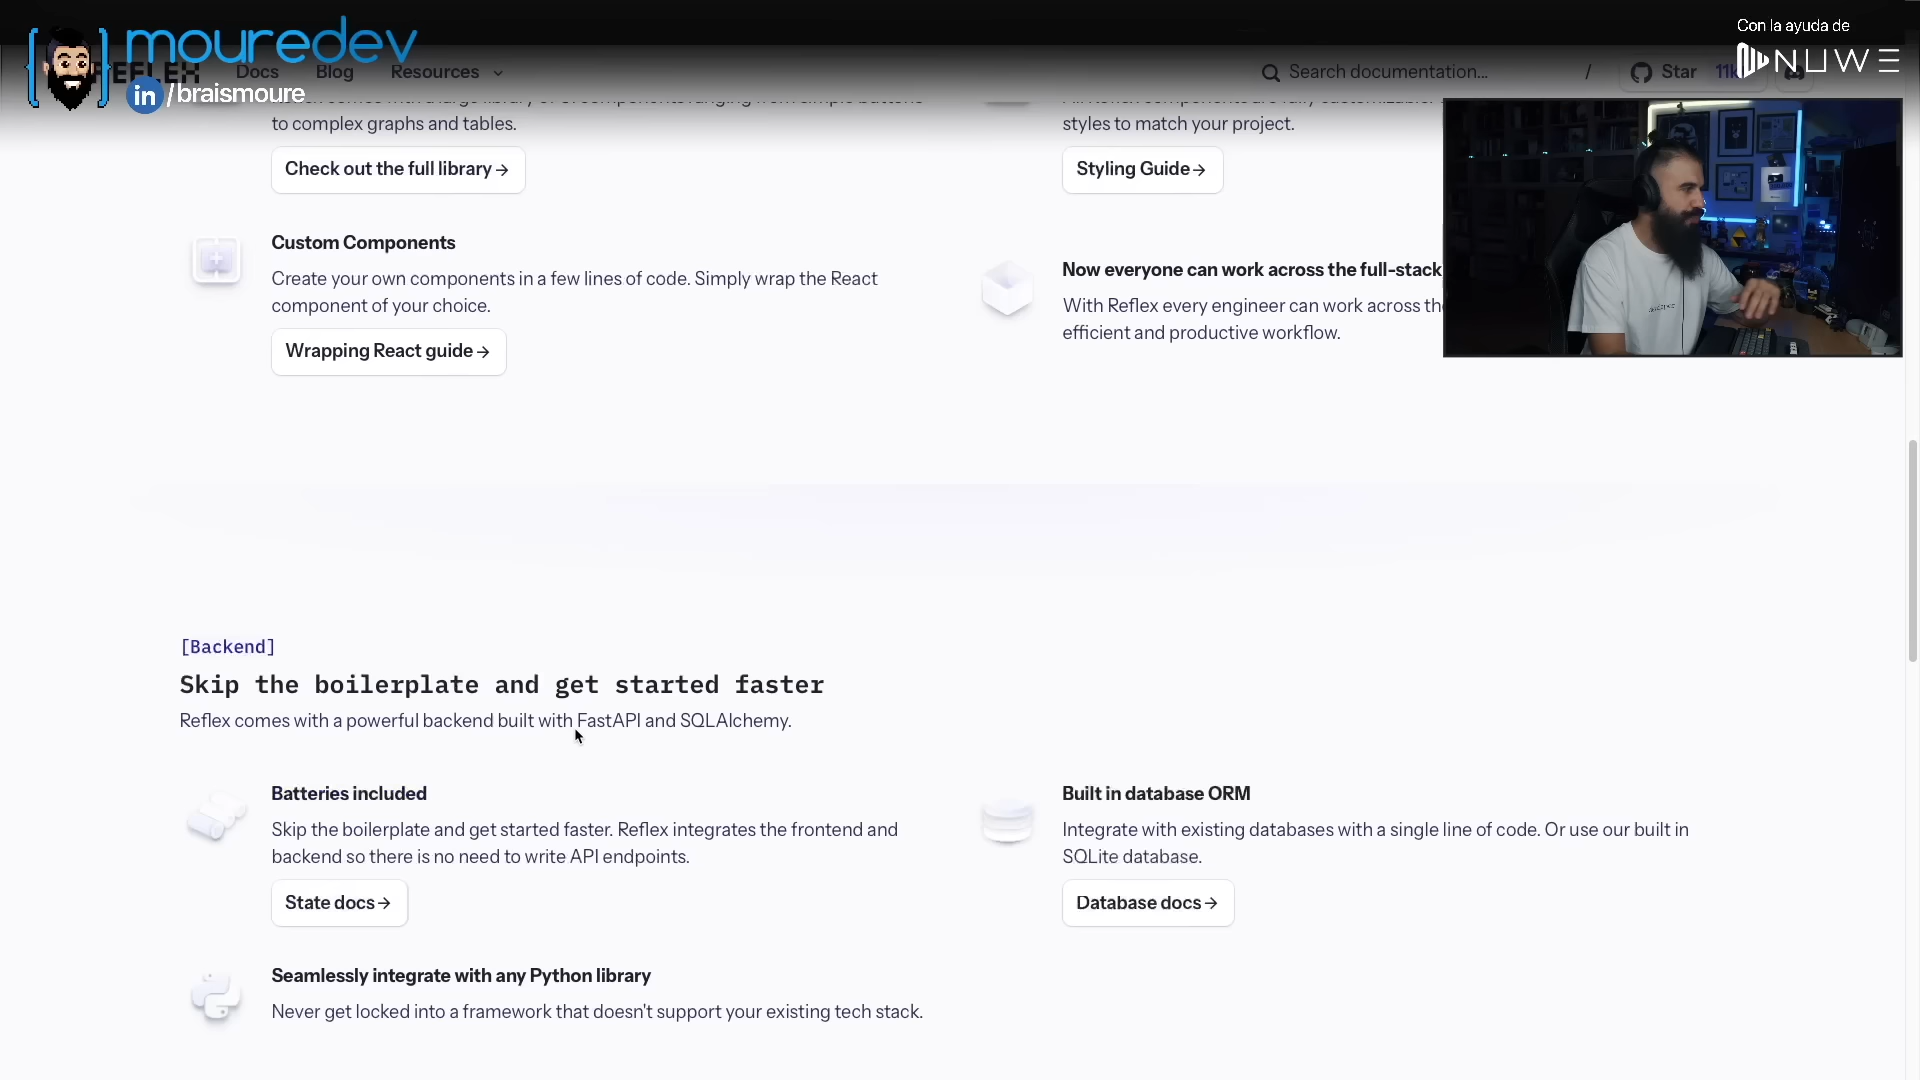 mouredev
in /braismoure
Con la ayuda de
NUWE
REFLEX Docs Blog Resources
Search documentation... /
Star 11k
to complex graphs and tables.
Check out the full library →
styles to match your project.
Styling Guide →
Custom Components
Create your own components in a few lines of code. Simply wrap the React
component of your choice.
Wrapping React guide →
Now everyone can work across the full-stack
With Reflex every engineer can work across the
efficient and productive workflow.
[Backend]
Skip the boilerplate and get started faster
Reflex comes with a powerful backend built with FastAPI and SQLAlchemy.
Batteries included
Skip the boilerplate and get started faster. Reflex integrates the frontend and
backend so there is no need to write API endpoints.
State docs →
Built in database ORM
Integrate with existing databases with a single line of code. Or use our built in
SQLite database.
Database docs →
Seamlessly integrate with any Python library
Never get locked into a framework that doesn't support your existing tech stack.